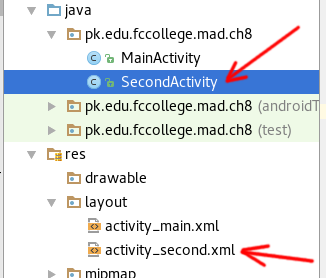 java
pk.edu.fccollege.mad.ch8
MainActivity
SecondActivity
pk.edu.fccollege.mad.ch8 (androidT
pk.edu.fccollege.mad.ch8 (test)
res
drawable
layout
activity_main.xml
activity_second.xml
mipmap